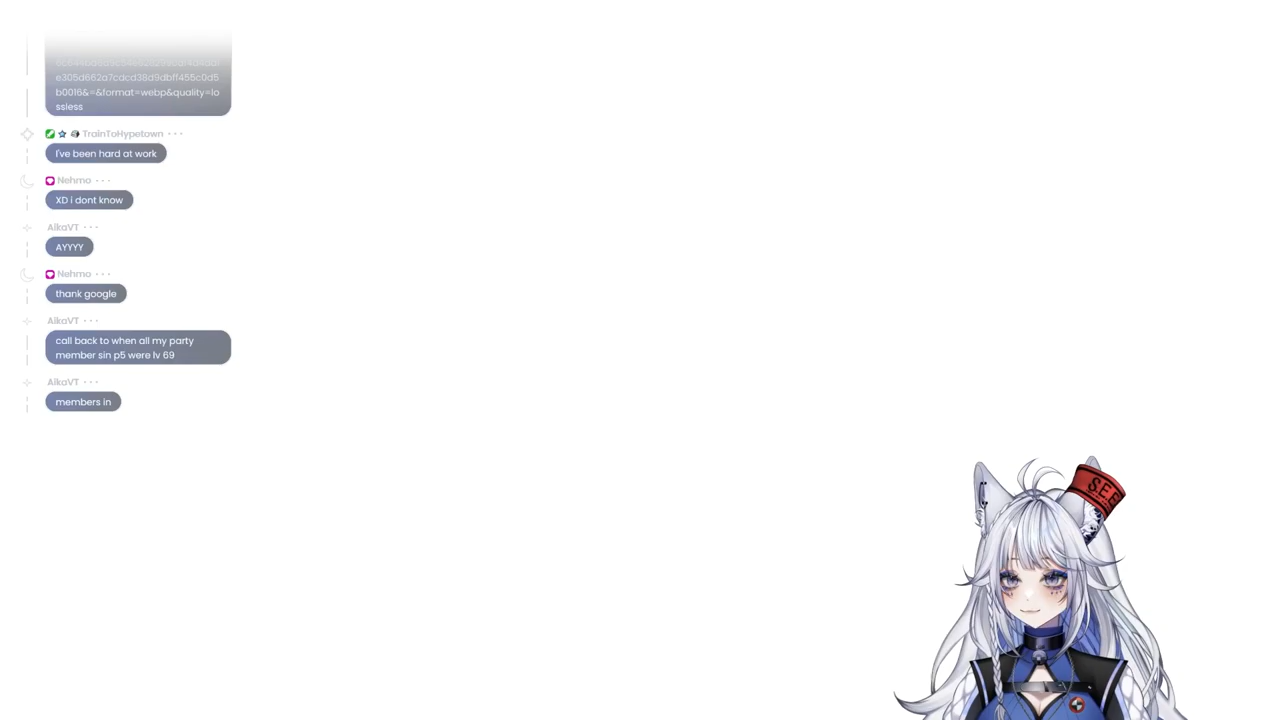 e305d662a7cdcd38d9dbff455c0d5
b0016&=&format=webp&quality=lo
ssless
TrainToHypetown
I've been hard at work
Nehmo
XD i dont know
AikaVT
AYYYY
Nehmo
thank google
AikaVT
call back to when all my party
member sin p5 were lv 69
AikaVT
members in
S.E.E